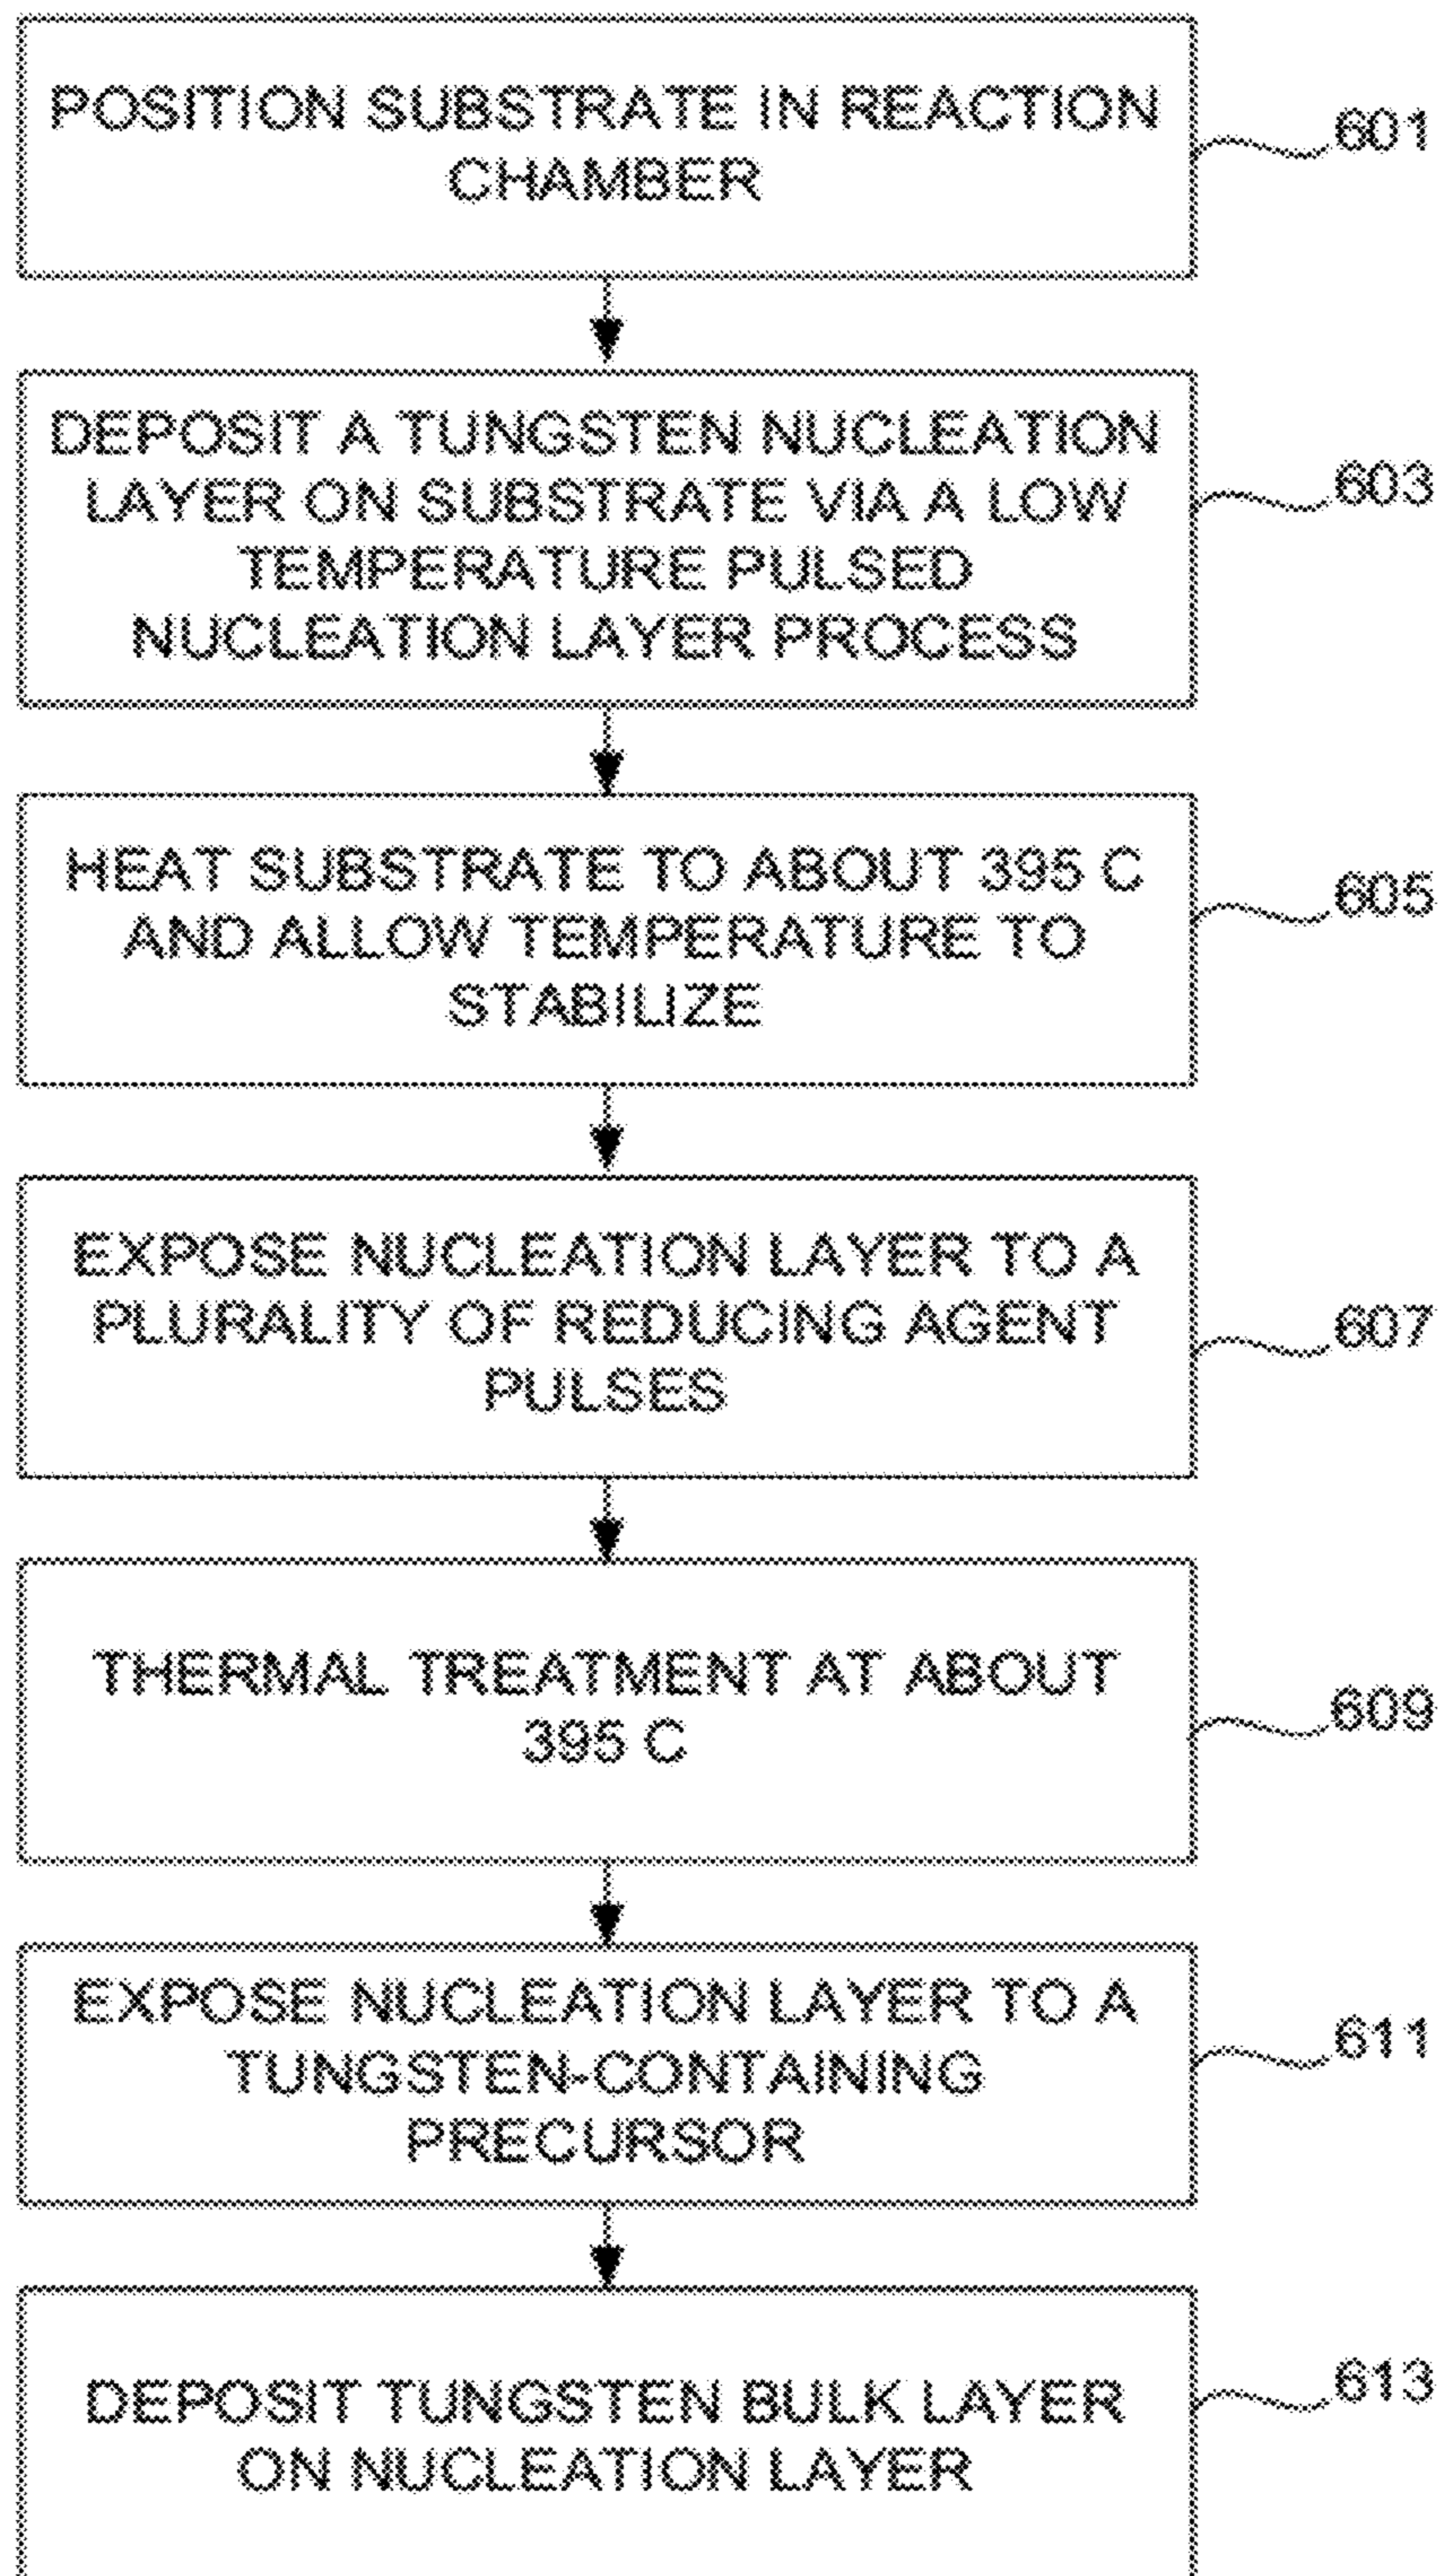 POSITION SUBSTRATE IN REACTION
CHAMBER
601
DEPOSIT A TUNGSTEN NUCLEATION
LAYER ON SUBSTRATE VIA A LOW
TEMPERATURE PULSED
NUCLEATION LAYER PROCESS
603
HEAT SUBSTRATE TO ABOUT 395 C
AND ALLOW TEMPERATURE TO
STABILIZE
605
EXPOSE NUCLEATION LAYER TO A
PLURALITY OF REDUCING AGENT
PULSES
607
THERMAL TREATMENT AT ABOUT
395 C
609
EXPOSE NUCLEATION LAYER TO A
TUNGSTEN-CONTAINING
PRECURSOR
611
DEPOSIT TUNGSTEN BULK LAYER
ON NUCLEATION LAYER
613